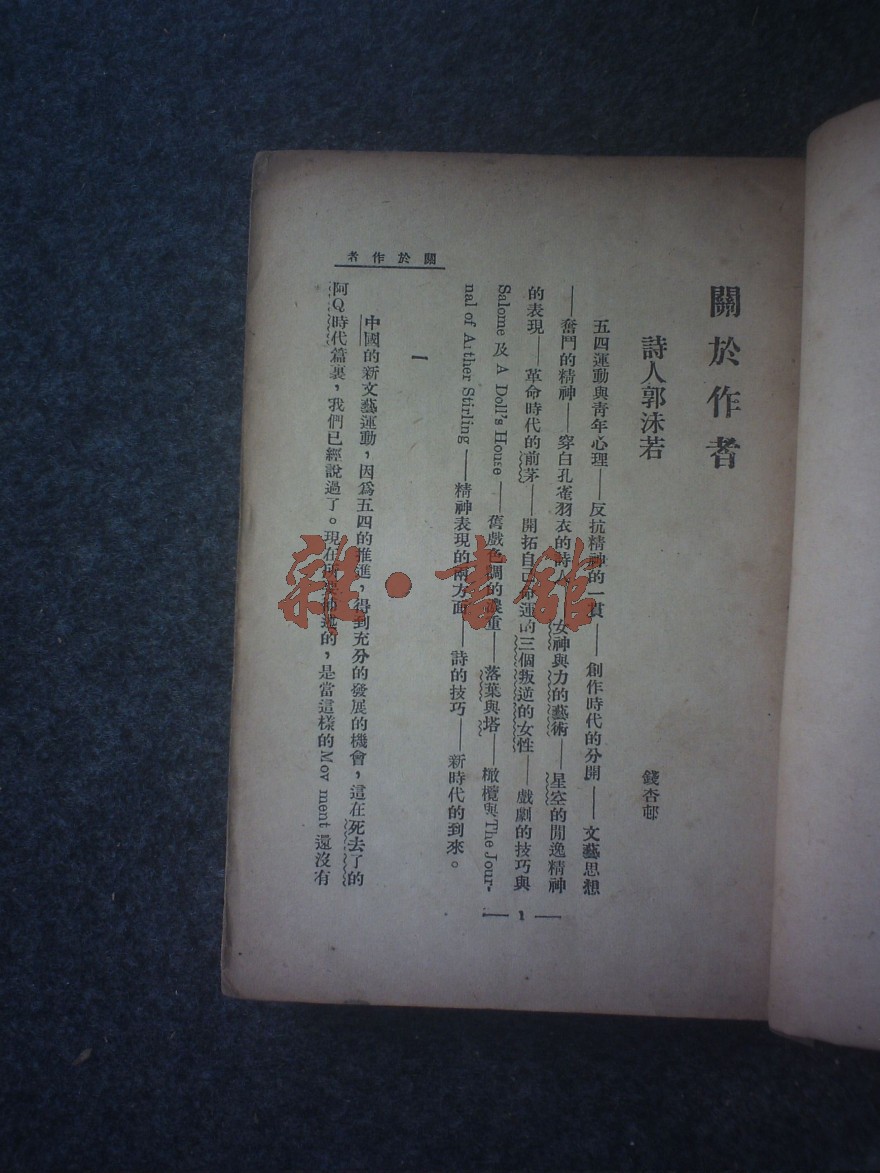 關於作者
關於作者
詩人郭沫若
錢杏邨
五四運動與青年心理——反抗精神的一貫——創作時代的分開——文藝思想
——奮鬥的精神——穿白孔雀羽衣的詩人 女神與力的藝術——星空的閒逸精神
的表現——革命時代的前茅——開拓自己命運的三個叛道的女性——戲劇的技巧與
Salome 及 A Doll's House——舊戲色調的濃重——落葉與塔——橄欖與The Jour-
nal of Arther Stirling——精神表現的兩方面——詩的技巧——新時代的到來。
一
中國的新文藝運動,因爲五四的推進,得到充分的發展的機會,這在死去了的
阿Q時代篇裏,我們已經說過了。現在所要 的,是當這樣的Mov ment 還沒有
— 1 —
雜·書館